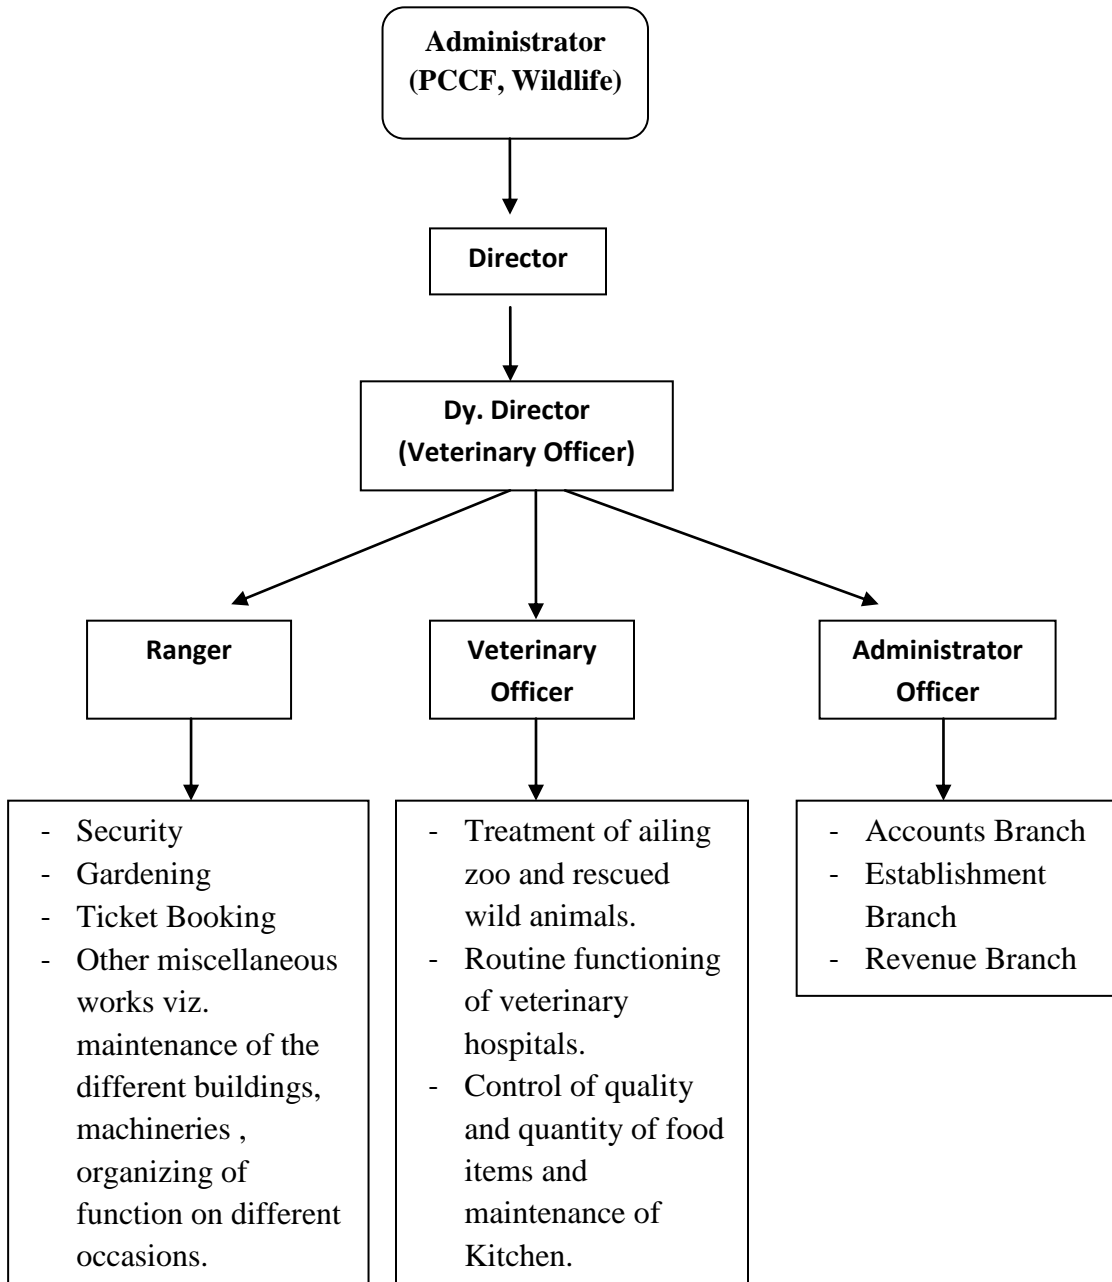 Administrator
(PCCF, Wildlife)
Director
Dy. Director
(Veterinary Officer)
Ranger
Veterinary
Officer
Administrator
Officer
- Security
- Gardening
- Ticket Booking
- Other miscellaneous
works viz.
maintenance of the
different buildings,
machineries ,
organizing of
function on different
occasions.
- Treatment of ailing
zoo and rescued
wild animals.
- Routine functioning
of veterinary
hospitals.
- Control of quality
and quantity of food
items and
maintenance of
Kitchen.
- Accounts Branch
- Establishment
Branch
- Revenue Branch